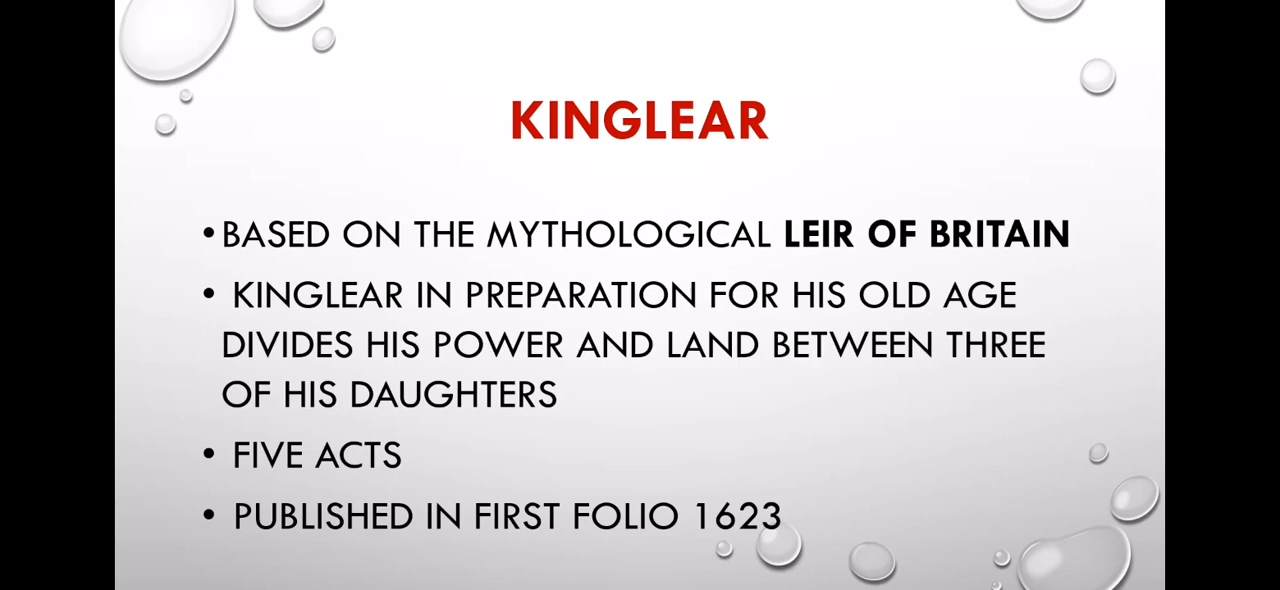 KINGLEAR
•BASED ON THE MYTHOLOGICAL LEIR OF BRITAIN
• KINGLEAR IN PREPARATION FOR HIS OLD AGE
DIVIDES HIS POWER AND LAND BETWEEN THREE
OF HIS DAUGHTERS
• FIVE ACTS
• PUBLISHED IN FIRST FOLIO 1623